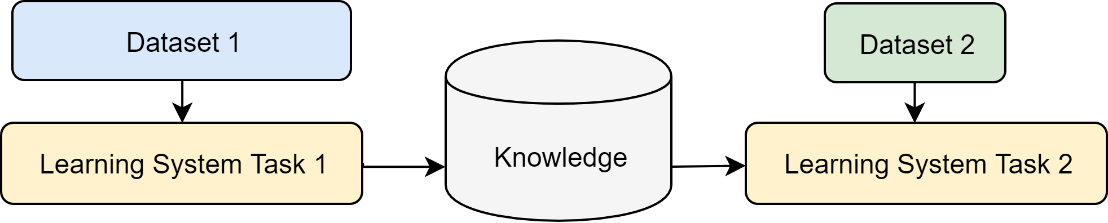 Dataset 1
Dataset 2
Learning System Task 1
Knowledge
Learning System Task 2